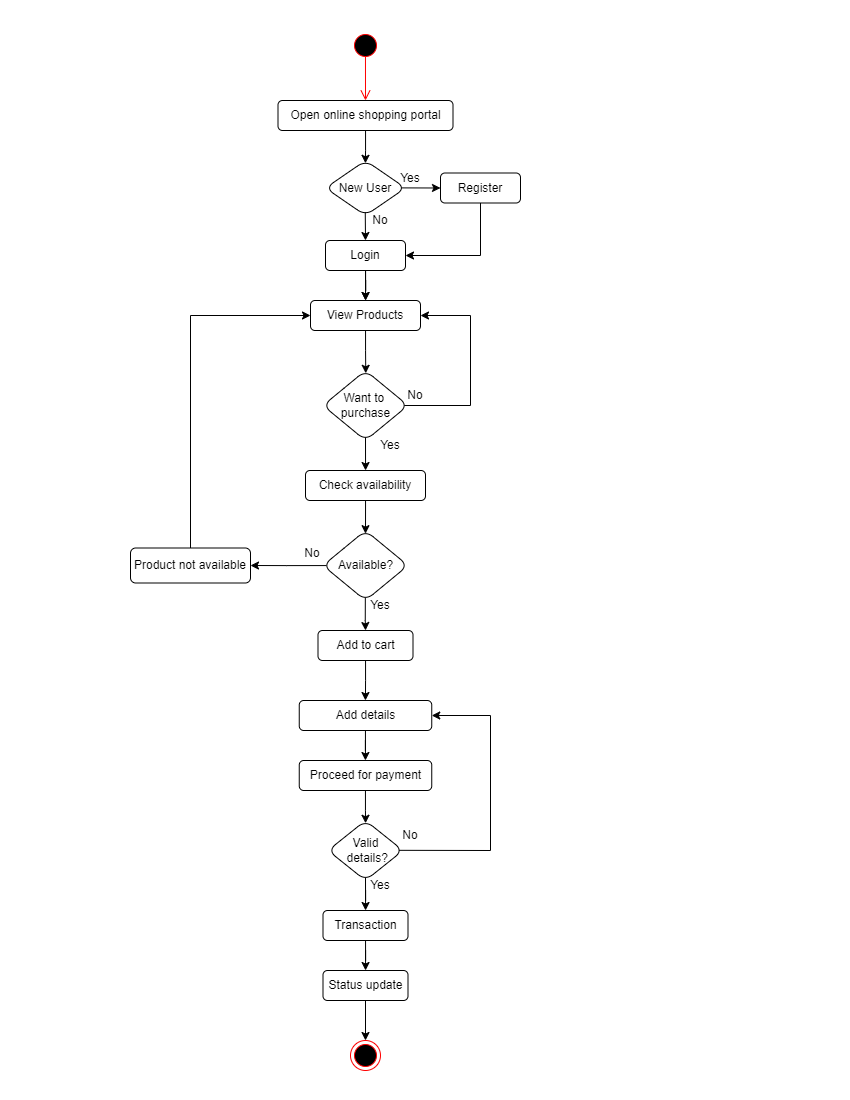 Open online shopping portal
New User
Yes
Register
No
Login
View Products
Want to
purchase
No
Yes
Check availability
Available?
No
Product not available
Yes
Add to cart
Add details
Proceed for payment
Valid
details?
No
Yes
Transaction
Status update